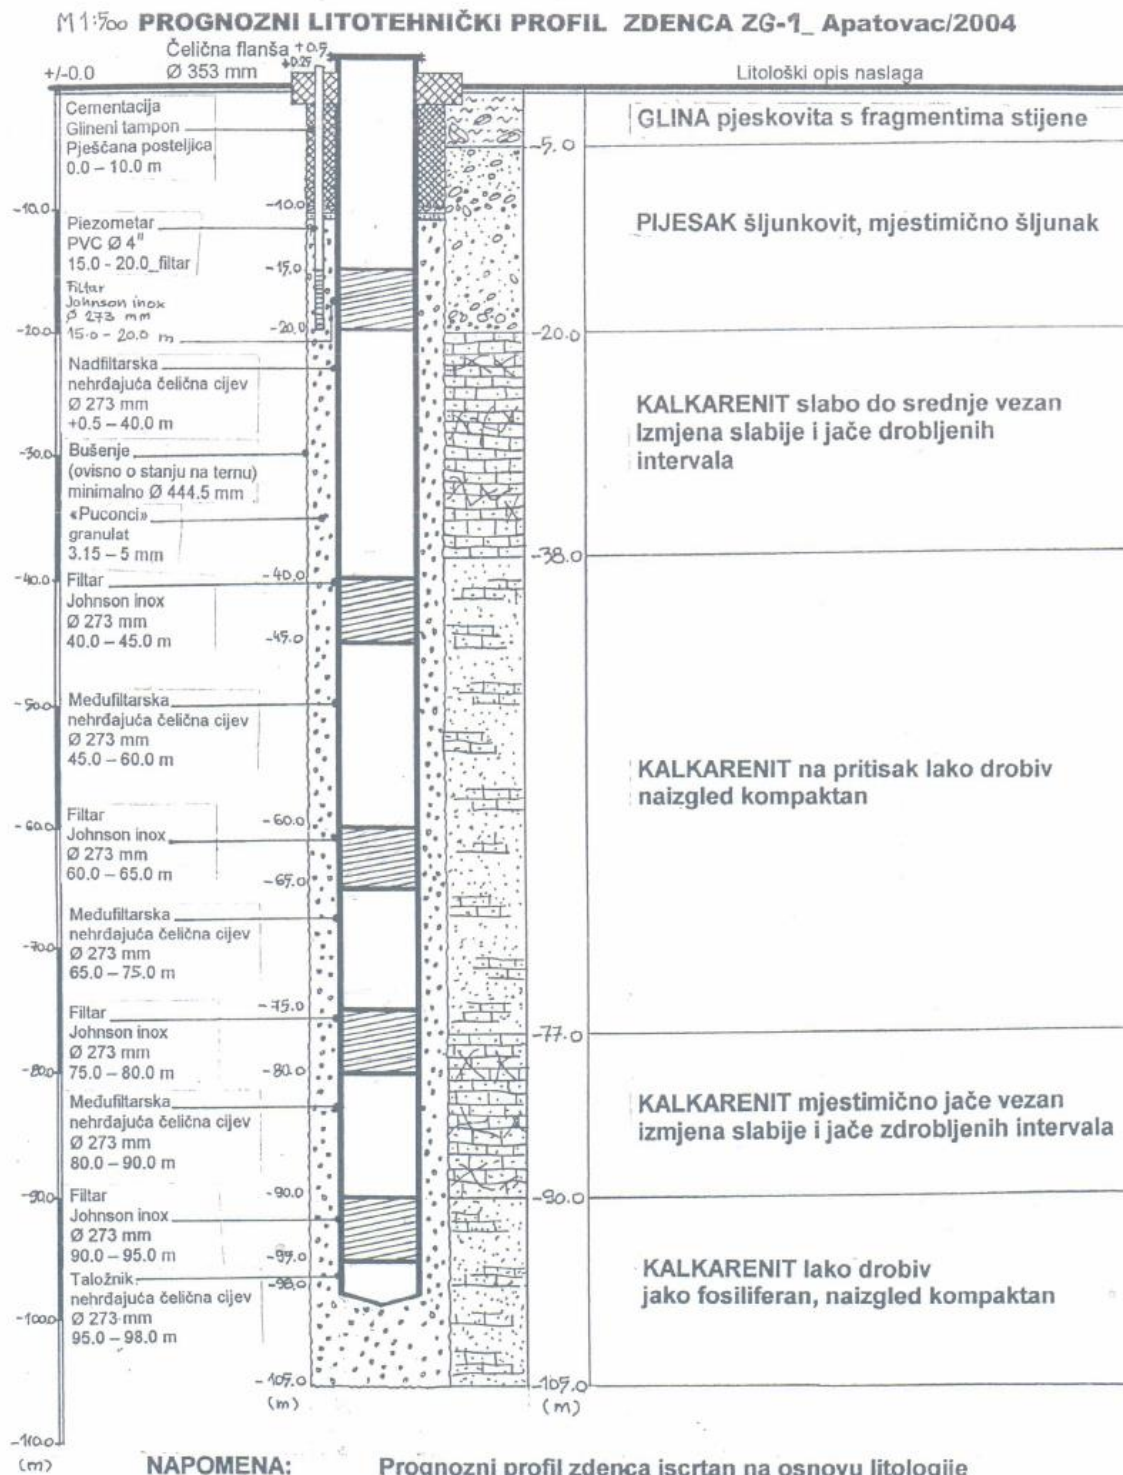 M 1:500 PROGNOZNI LITOTEHNIČKI PROFIL ZDENCA ZG-1_ Apatovac/2004
Čelična flanša +0.5
+0.25
+/-0.0 Ø 353 mm
Litološki opis naslaga
Cementacija
Glineni tampon
Pješčana posteljica
0.0 – 10.0 m
GLINA pjeskovita s fragmentima stijene
-5.0
-10.0
-10.0
Piezometar
PVC Ø 4"
15.0 - 20.0_filtar
PIJESAK šljunkovit, mjestimično šljunak
-15.0
Filtar
Johnson inox
Ø 273 mm
15.0 - 20.0 m
-20.0
-20.0
-20.0
Nadfiltarska
nehrđajuća čelična cijev
Ø 273 mm
+0.5 – 40.0 m
KALKARENIT slabo do srednje vezan
Izmjena slabije i jače drobljenih
intervala
-30.0
Bušenje
(ovisno o stanju na ternu)
minimalno Ø 444.5 mm
«Puconci»
granulat
3.15 – 5 mm
-38.0
-40.0
-40.0
Filtar
Johnson inox
Ø 273 mm
40.0 – 45.0 m
-45.0
-50.0
Međufiltarska
nehrđajuća čelična cijev
Ø 273 mm
45.0 – 60.0 m
KALKARENIT na pritisak lako drobiv
naizgled kompaktan
-60.0
-60.0
Filtar
Johnson inox
Ø 273 mm
60.0 – 65.0 m
-65.0
Međufiltarska
nehrđajuća čelična cijev
Ø 273 mm
65.0 – 75.0 m
-70.0
-75.0
Filtar
Johnson inox
Ø 273 mm
75.0 – 80.0 m
-77.0
-80.0
-80.0
Međufiltarska
nehrđajuća čelična cijev
Ø 273 mm
80.0 – 90.0 m
KALKARENIT mjestimično jače vezan
izmjena slabije i jače zdrobljenih intervala
-90.0
-90.0
-90.0
Filtar
Johnson inox
Ø 273 mm
90.0 – 95.0 m
-95.0
-98.0
Taložnik
nehrđajuća čelična cijev
Ø 273 mm
95.0 – 98.0 m
KALKARENIT lako drobiv
jako fosiliferan, naizgled kompaktan
-100.0
-105.0
-105.0
(m)
(m)
-110.0
(m)
NAPOMENA: Prognozni profil zdenca iscrtan na osnovu litologije